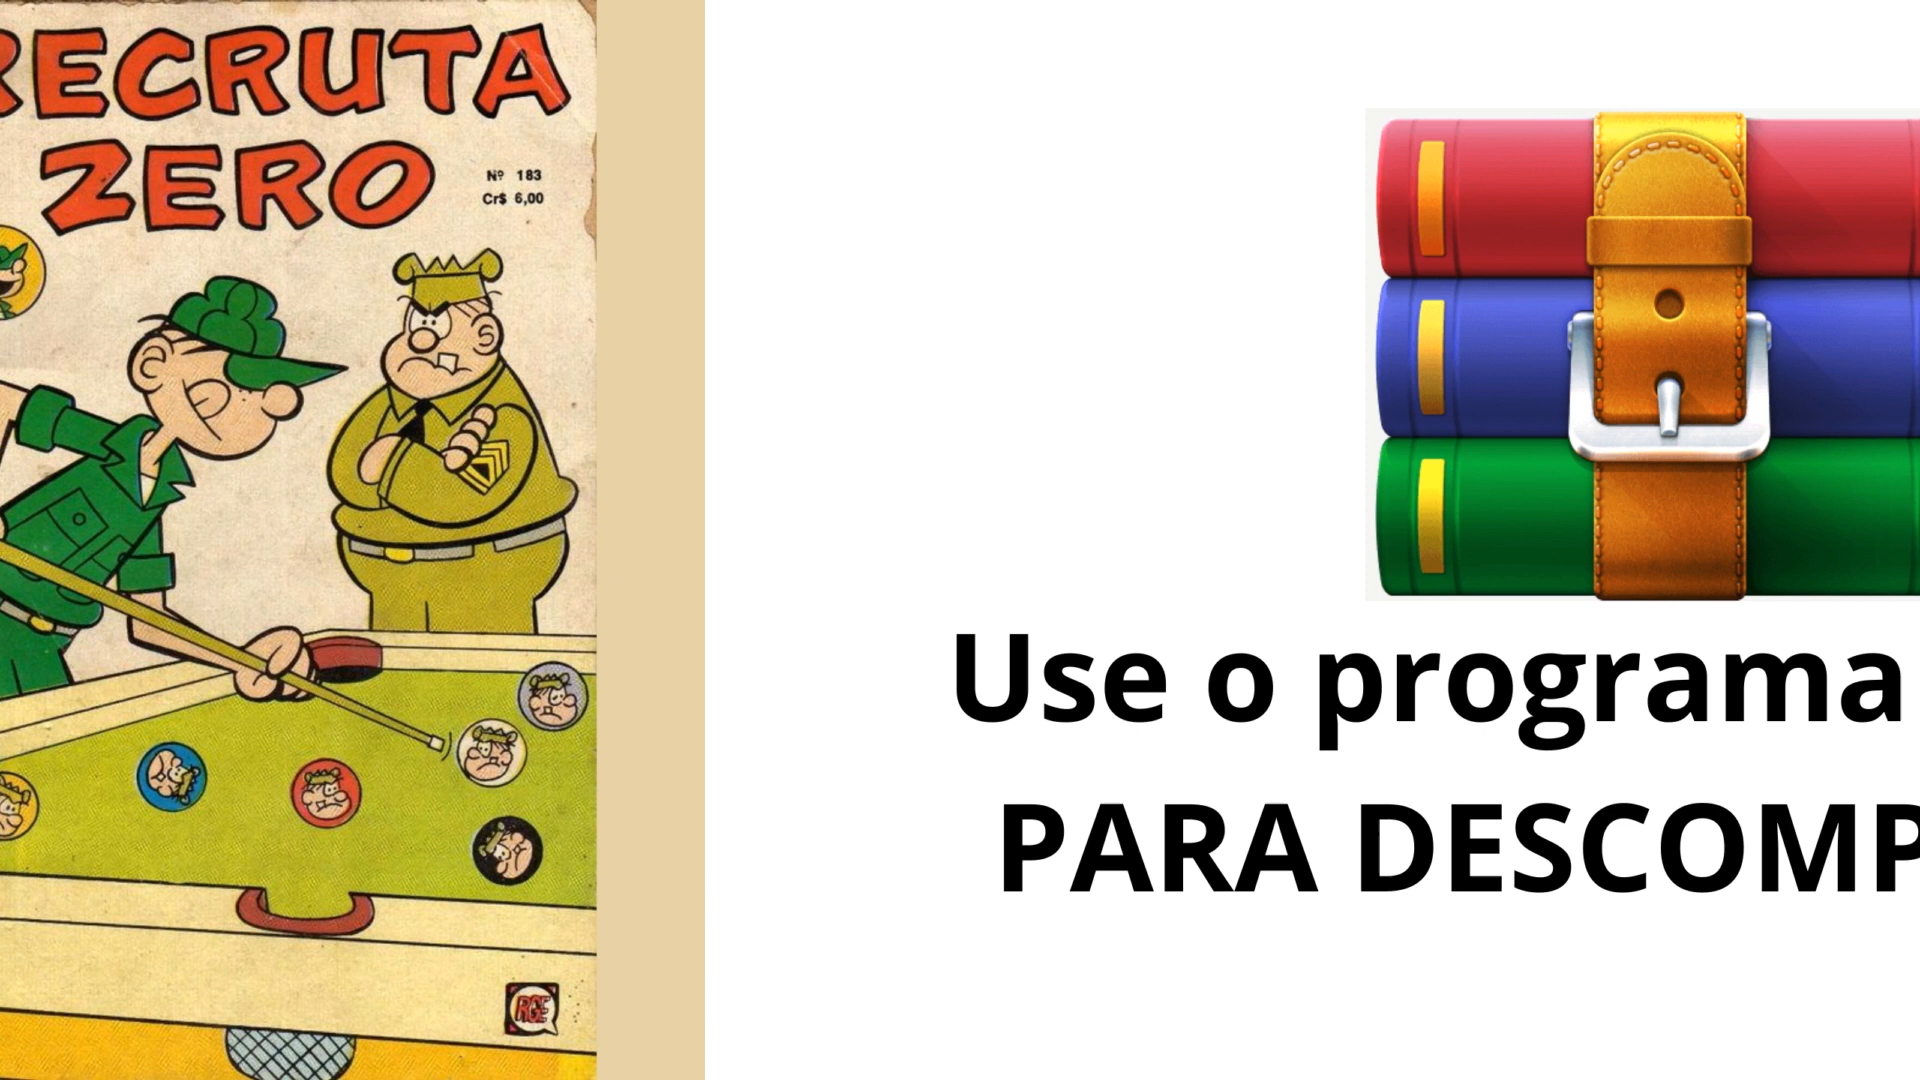 RECRUTA
ZERO
Nº 183
Cr$ 6,00
RGE
Use o programa
PARA DESCOMP